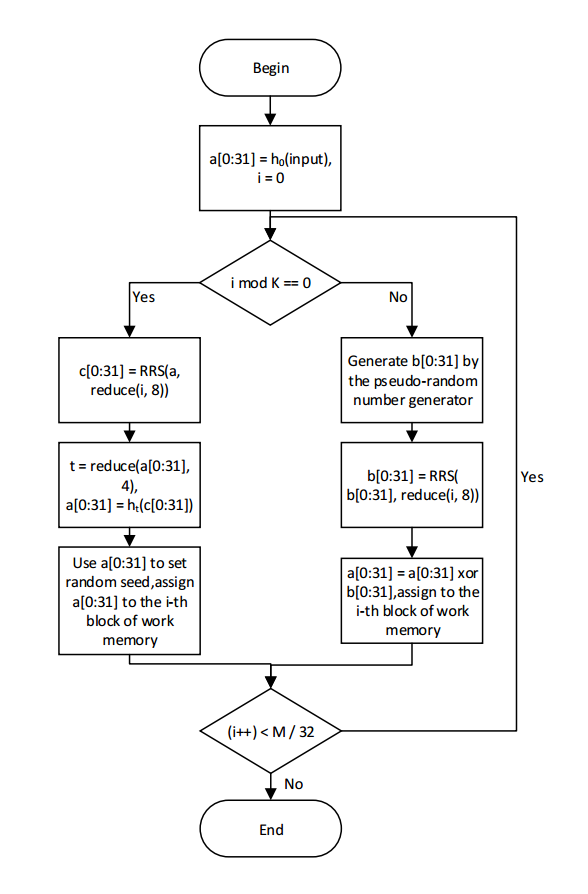 Begin
a[0:31] = h₀(input),
i = 0
i mod K == 0
Yes
No
c[0:31] = RRS(a,
reduce(i, 8))
t = reduce(a[0:31],
4),
a[0:31] = hₜ(c[0:31])
Use a[0:31] to set
random seed,assign
a[0:31] to the i-th
block of work
memory
Generate b[0:31] by
the pseudo-random
number generator
b[0:31] = RRS(
b[0:31], reduce(i, 8))
a[0:31] = a[0:31] xor
b[0:31],assign to the
i-th block of work
memory
Yes
(i++) < M / 32
No
End